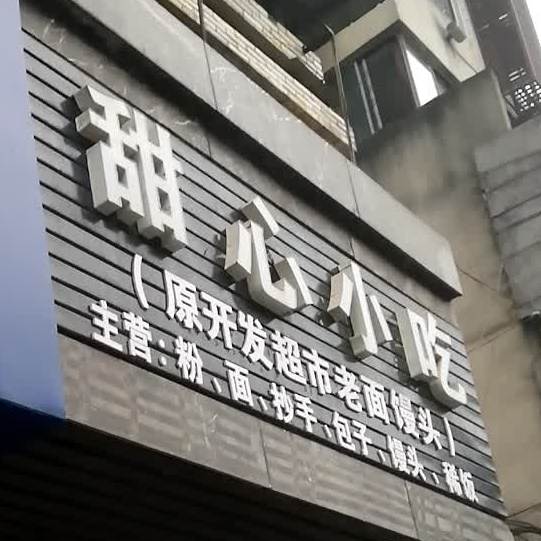 甜心小吃
(原开发超市老面馒头)
主营:粉、面、抄手、包子、馒头、稀饭